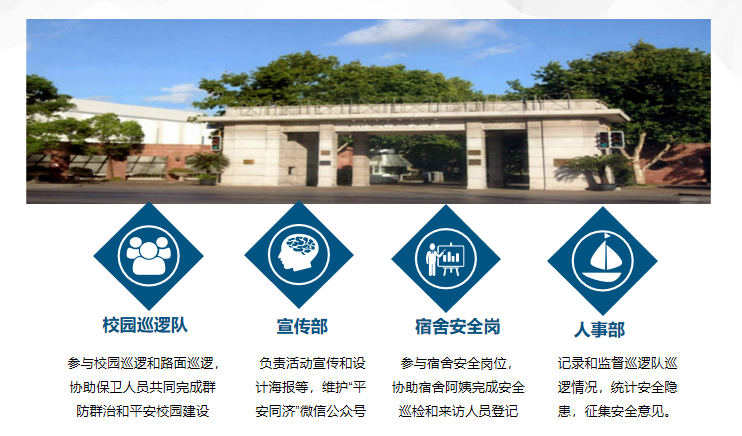 校园巡逻队
参与校园巡逻和路面巡逻，
协助保卫人员共同完成群
防群治和平安校园建设
宣传部
负责活动宣传和设
计海报等，维护“平
安同济”微信公众号
宿舍安全岗
参与宿舍安全岗位，
协助宿舍阿姨完成安全
巡检和来访人员登记
人事部
记录和监督巡逻队巡
逻情况，统计安全隐
患，征集安全意见。